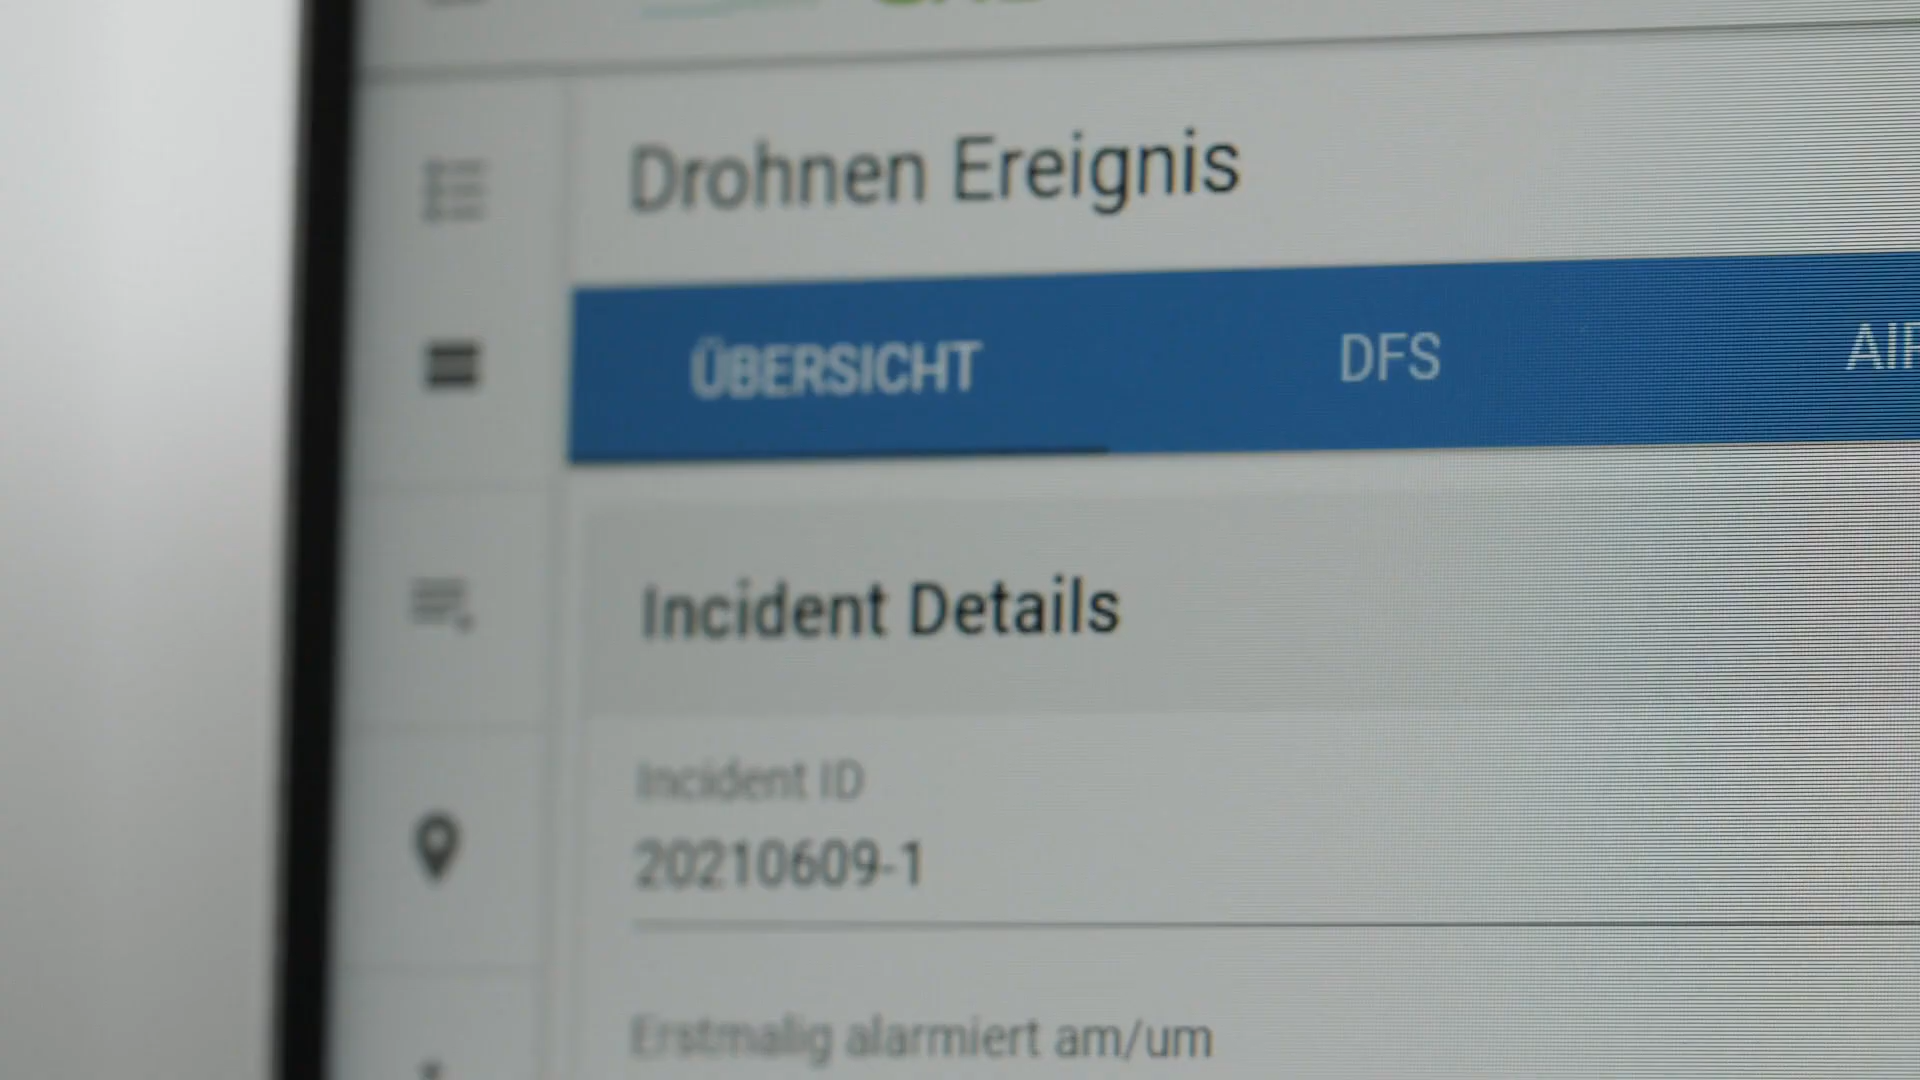 Drohnen Ereignis
ÜBERSICHT DFS
Incident Details
Incident ID
20210609-1
Erstmalig alarmiert am/um